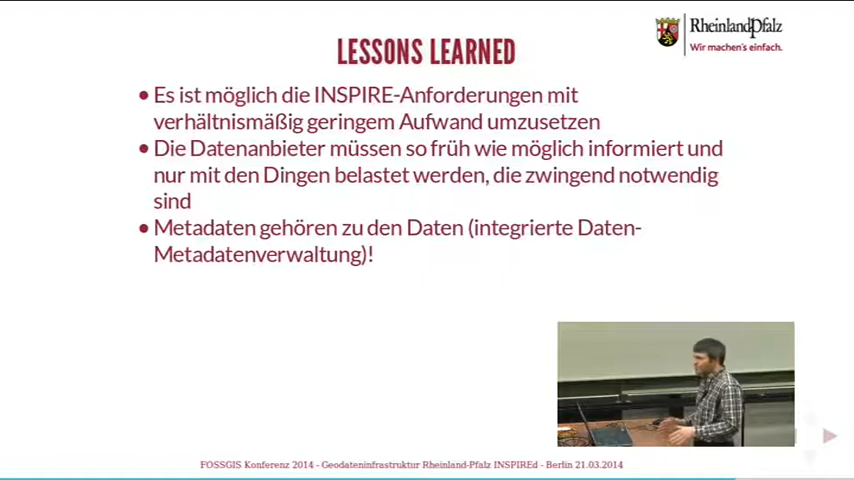 RheinlandPfalz
Wir machen's einfach.
LESSONS LEARNED
Es ist möglich die INSPIRE-Anforderungen mit
verhältnismäßig geringem Aufwand umzusetzen
Die Datenanbieter müssen so früh wie möglich informiert und
nur mit den Dingen belastet werden, die zwingend notwendig
sind
Metadaten gehören zu den Daten (integrierte Daten-
Metadatenverwaltung)!
FOSSGIS Konferenz 2014 - Geodateninfrastruktur Rheinland-Pfalz INSPIREd - Berlin 21.03.2014